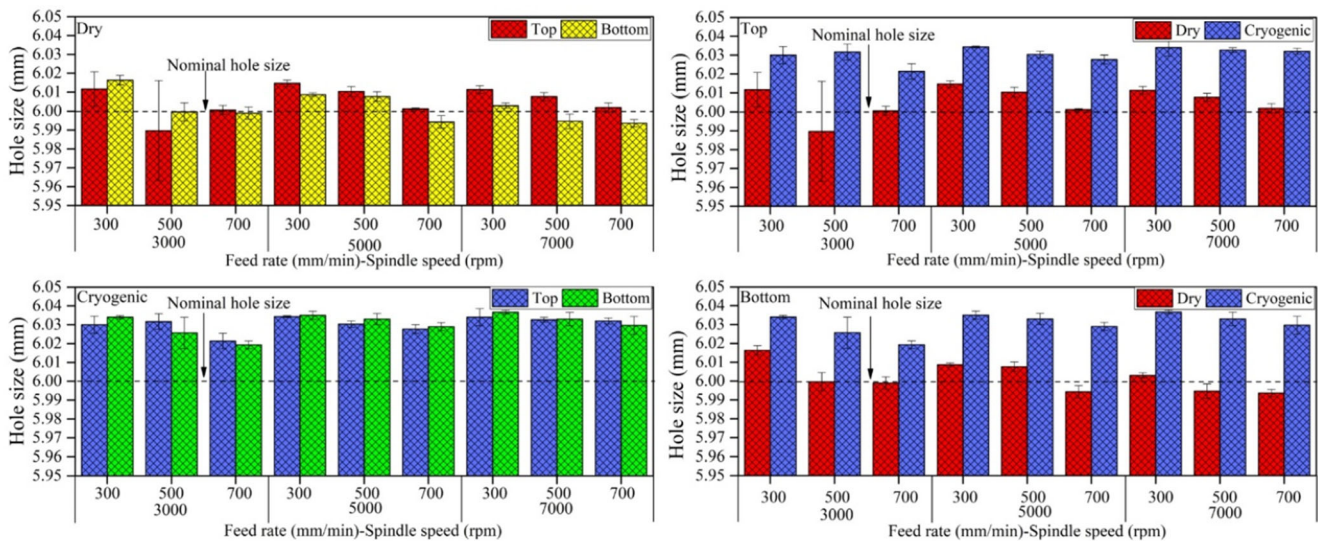 Dry
Top Bottom
Nominal hole size
Hole size (mm)
6.05
6.04
6.03
6.02
6.01
6.00
5.99
5.98
5.97
5.96
5.95
300 500 700 300 500 700 300 500 700
3000 5000 7000
Feed rate (mm/min)-Spindle speed (rpm)
Top
Dry Cryogenic
Nominal hole size
Hole size (mm)
6.05
6.04
6.03
6.02
6.01
6.00
5.99
5.98
5.97
5.96
5.95
300 500 700 300 500 700 300 500 700
3000 5000 7000
Feed rate (mm/min)-Spindle speed (rpm)
Cryogenic
Top Bottom
Nominal hole size
Hole size (mm)
6.05
6.04
6.03
6.02
6.01
6.00
5.99
5.98
5.97
5.96
5.95
300 500 700 300 500 700 300 500 700
3000 5000 7000
Feed rate (mm/min)-Spindle speed (rpm)
Bottom
Dry Cryogenic
Nominal hole size
Hole size (mm)
6.05
6.04
6.03
6.02
6.01
6.00
5.99
5.98
5.97
5.96
5.95
300 500 700 300 500 700 300 500 700
3000 5000 7000
Feed rate (mm/min)-Spindle speed (rpm)